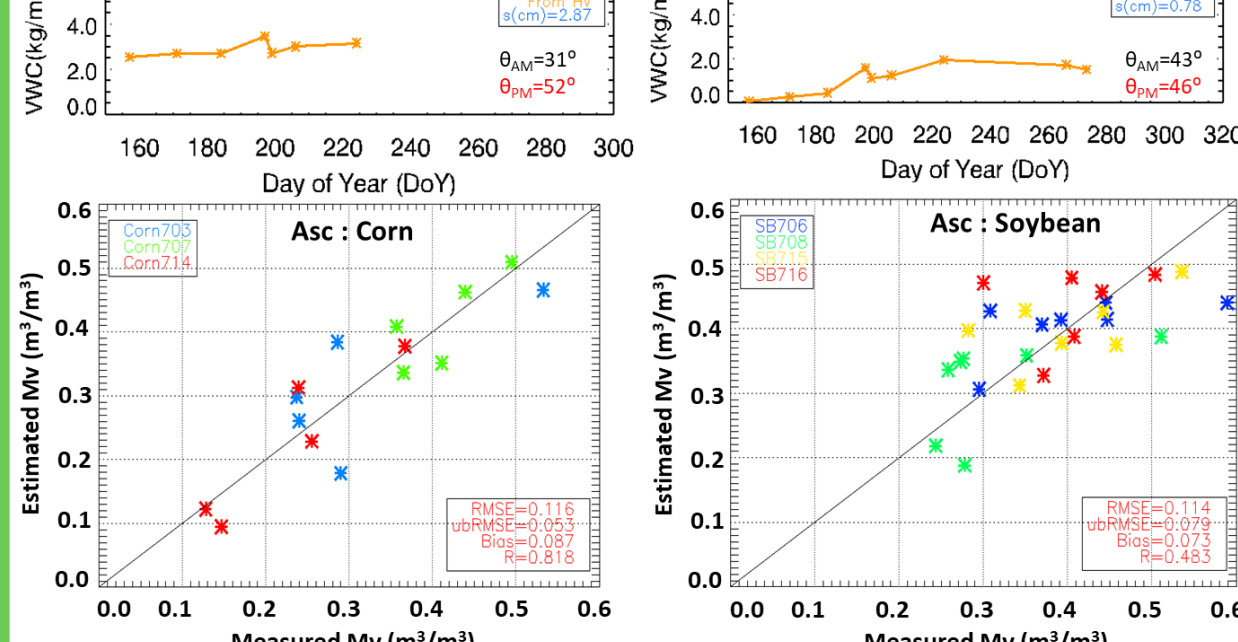 From Hv
s(cm)=2.87
4.0
2.0
0.0
VWC(kg/m
θAM=31°
θPM=52°
160 180 200 220 240 260 280 300
Day of Year (DoY)
s(cm)=0.78
4.0
2.0
0.0
VWC(kg/m
θAM=43°
θPM=46°
160 180 200 220 240 260 280 300 320
Day of Year (DoY)
Asc : Corn
Corn703
Corn707
Corn714
0.6
0.5
0.4
0.3
0.2
0.1
0.0
Estimated Mv (m³/m³)
RMSE=0.116
ubRMSE=0.053
Bias=0.087
R=0.818
0.0 0.1 0.2 0.3 0.4 0.5 0.6
Measured Mv (m³/m³)
Asc : Soybean
SB706
SB708
SB715
SB716
0.6
0.5
0.4
0.3
0.2
0.1
0.0
Estimated Mv (m³/m³)
RMSE=0.114
ubRMSE=0.079
Bias=0.073
R=0.483
0.0 0.1 0.2 0.3 0.4 0.5 0.6
Measured Mv (m³/m³)